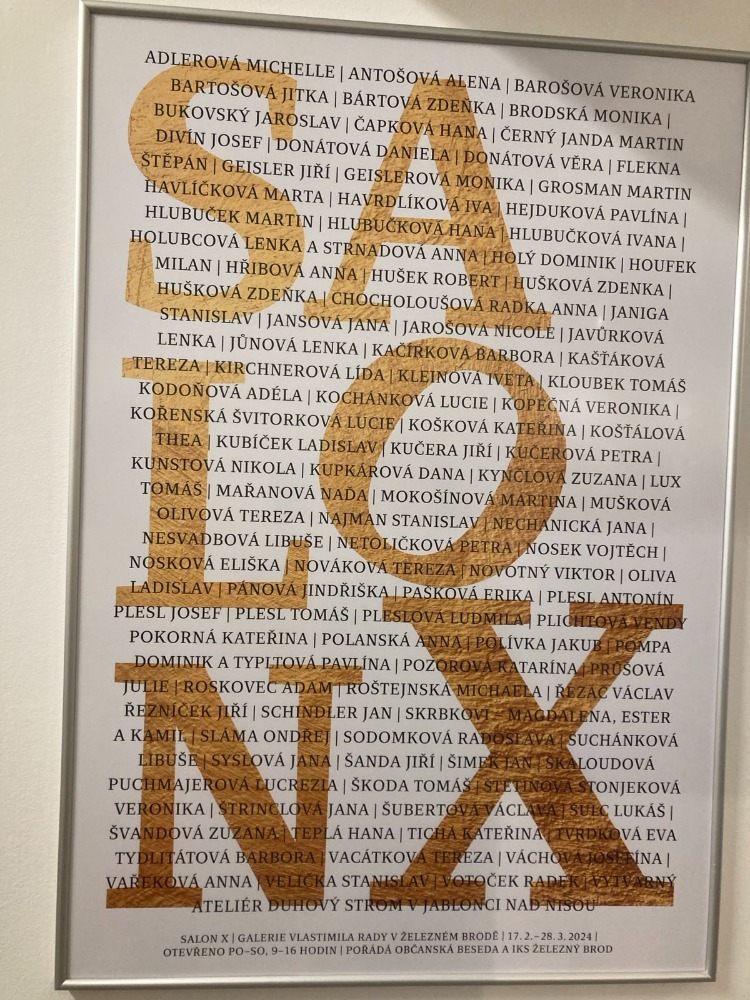 SALON X
ADLEROVÁ MICHELLE | ANTOŠOVÁ ALENA | BAROŠOVÁ VERONIKA
BARTOŠOVÁ JITKA | BÁRTOVÁ ZDEŇKA | BRODSKÁ MONIKA |
BUKOVSKÝ JAROSLAV | ČAPKOVÁ HANA | ČERNÝ JANDA MARTIN
DIVÍN JOSEF | DONÁTOVÁ DANIELA | DONÁTOVÁ VĚRA | FLEKNA
ŠTĚPÁN | GEISLER JIŘÍ | GEISLEROVÁ MONIKA | GROSMAN MARTIN
HAVLÍČKOVÁ MARTA | HAVRDLÍKOVÁ IVA | HEJDUKOVÁ PAVLÍNA |
HLUBUČEK MARTIN | HLUBUČKOVÁ HANA | HLUBUČKOVÁ IVANA |
HOLUBCOVÁ LENKA A STRNADOVÁ ANNA | HOLÝ DOMINIK | HOUFEK
MILAN | HŘIBOVÁ ANNA | HUŠEK ROBERT | HUŠKOVÁ ZDENKA |
HUŠKOVÁ ZDEŇKA | CHOCHOLOUŠOVÁ RADKA ANNA | JANIGA
STANISLAV | JANSOVÁ JANA | JAROŠOVÁ NICOLE | JAVŮRKOVÁ
LENKA | JŮNOVÁ LENKA | KAČÍRKOVÁ BARBORA | KAŠŤÁKOVÁ
TEREZA | KIRCHNEROVÁ LÍDA | KLEINOVÁ IVETA | KLOUBEK TOMÁŠ
KODOŇOVÁ ADÉLA | KOCHÁNKOVÁ LUCIE | KOPEČNÁ VERONIKA |
KOŘENSKÁ ŠVITORKOVÁ LUCIE | KOŠKOVÁ KATEŘINA | KOŠŤÁLOVÁ
THEA | KUBÍČEK LADISLAV | KUČERA JIŘÍ | KUČEROVÁ PETRA |
KUNSTOVÁ NIKOLA | KUPKÁROVÁ DANA | KYNČLOVÁ ZUZANA | LUX
TOMÁŠ | MAŘANOVÁ NAĎA | MOKOŠÍNOVÁ MARTINA | MUŠKOVÁ
OLIVOVÁ TEREZA | NAJMAN STANISLAV | NECHANICKÁ JANA |
NESVADBOVÁ LIBUŠE | NETOLIČKOVÁ PETRA | NOSEK VOJTĚCH |
NOSKOVÁ ELIŠKA | NOVÁKOVÁ TEREZA | NOVOTNÝ VIKTOR | OLIVA
LADISLAV | PÁNOVÁ JINDŘIŠKA | PAŠKOVÁ ERIKA | PLESL ANTONÍN
PLESL JOSEF | PLESL TOMÁŠ | PLESLOVÁ LUDMILA | PLICHTOVÁ VENDY
POKORNÁ KATEŘINA | POLANSKÁ ANNA | POLÍVKA JAKUB | POMPA
DOMINIK A TYPLTOVÁ PAVLÍNA | POZOROVÁ KATARÍNA | PRŮŠOVÁ
JULIE | ROSKOVEC ADAM | ROŠTEJNSKÁ MICHAELA | ŘEZÁČ VÁCLAV
ŘEZNÍČEK JIŘÍ | SCHINDLER JAN | SKRBKOVI – MAGDALENA, ESTER
A KAMIL | SLÁMA ONDŘEJ | SODOMKOVÁ RADOSLAVA | SUCHÁNKOVÁ
LIBUŠE | SYSLOVÁ JANA | ŠANDA JIŘÍ | ŠIMEK JAN | ŠKALOUDOVÁ
PUCHMAJEROVÁ LUCREZIA | ŠKODA TOMÁŠ | ŠTĚTINOVÁ STONJEKOVÁ
VERONIKA | ŠTRINCLOVÁ JANA | ŠUBERTOVÁ VÁCLAVA | ŠULC LUKÁŠ |
ŠVANDOVÁ ZUZANA | TEPLÁ HANA | TICHÁ KATEŘINA | TVRDKOVÁ EVA
TYDLITÁTOVÁ BARBORA | VACÁTKOVÁ TEREZA | VÁCHOVÁ JOSEFÍNA |
VAŘEKOVÁ ANNA | VELIČKA STANISLAV | VOTOČEK RADEK | VÝTVARNÝ
ATELIÉR DUHOVÝ STROM V JABLONCI NAD NISOU
SALON X | GALERIE VLASTIMILA RADY V ŽELEZNÉM BRODĚ | 17. 2. – 28. 3. 2024 |
OTEVŘENO PO–SO, 9–16 HODIN | POŘÁDÁ OBČANSKÁ BESEDA A IKS ŽELEZNÝ BROD